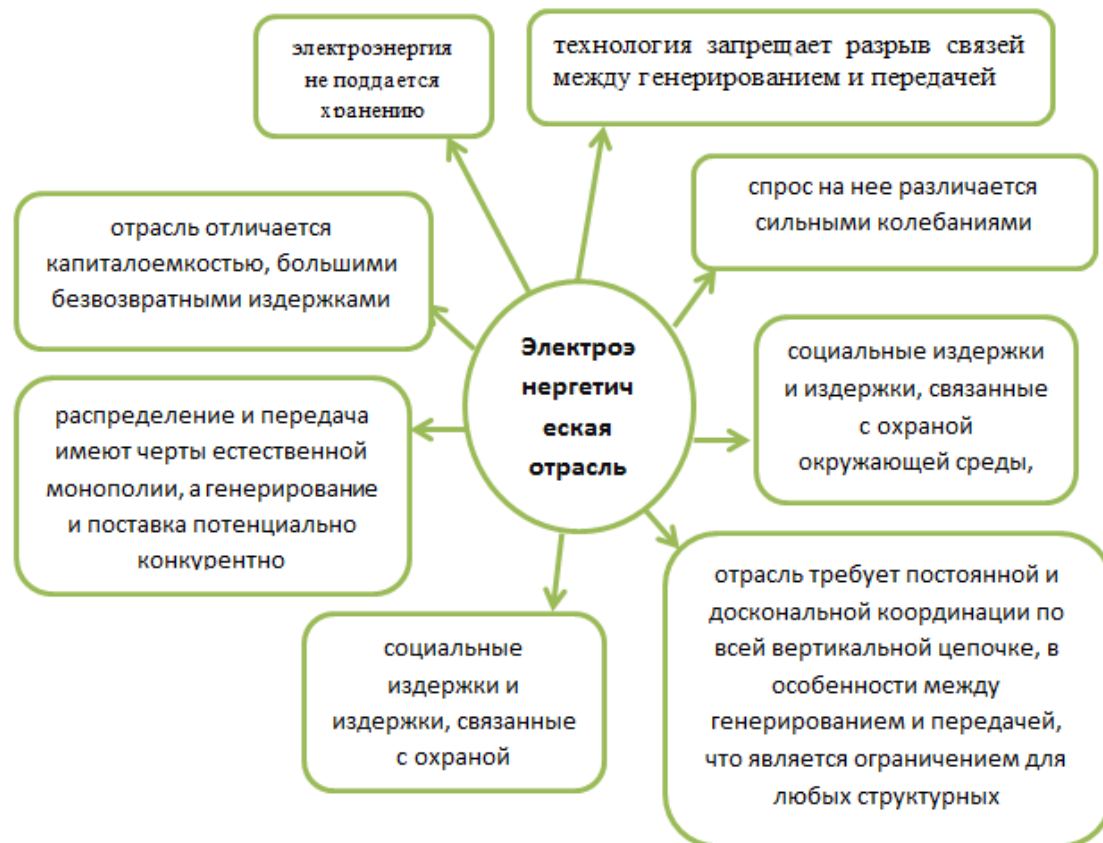 электроэнергия
не поддается
хранению
технология запрещает разрыв связей
между генерированием и передачей
спрос на нее различается
сильными колебаниями
отрасль отличается
капиталоемкостью, большими
безвозвратными издержками
Электроэ
нергетич
еская
отрасль
социальные издержки
и издержки, связанные
с охраной
окружающей среды,
распределение и передача
имеют черты естественной
монополии, а генерирование
и поставка потенциально
конкурентно
отрасль требует постоянной и
доскональной координации по
всей вертикальной цепочке, в
особенности между
генерированием и передачей,
что является ограничением для
любых структурных
социальные
издержки и
издержки, связанные
с охраной